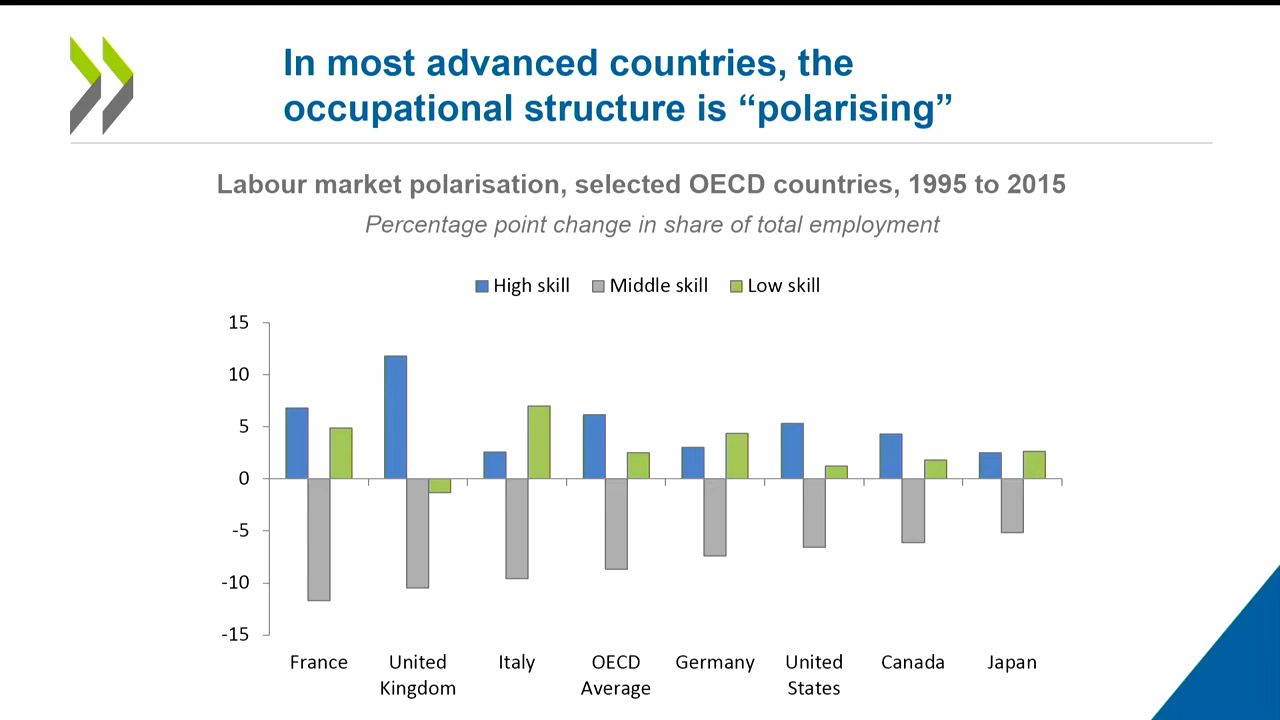 In most advanced countries, the
occupational structure is “polarising”
Labour market polarisation, selected OECD countries, 1995 to 2015
Percentage point change in share of total employment
High skill Middle skill Low skill
15
10
5
0
-5
-10
-15
France United Kingdom Italy OECD Average Germany United States Canada Japan